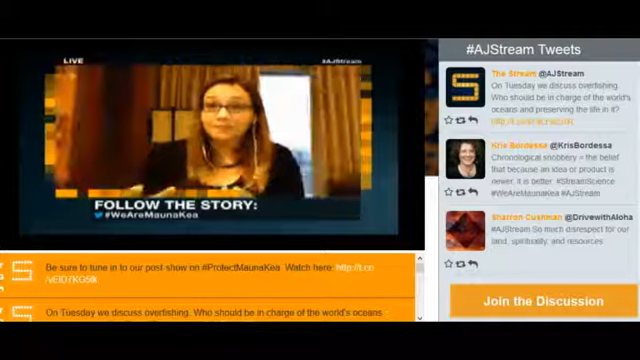 LIVE
#AJStream
FOLLOW THE STORY:
#WeAreMaunaKea
Be sure to tune in to our post show on #ProtectMaunaKea Watch here: http://t.co
On Tuesday we discuss overfishing. Who should be in charge of the world's oceans
#AJStream Tweets
The Stream @AJStream
On Tuesday we discuss overfishing.
Who should be in charge of the world's
oceans and preserving the life in it?
Kris Bordessa @KrisBordessa
Chronological snobbery = the belief
that because an idea or product is
newer, it is better. #StreamScience
#WeAreMaunaKea #AJStream
Sharron Cushman @DrivewithAloha
#AJStream So much disrespect for our
land, spirituality, and resources
Join the Discussion